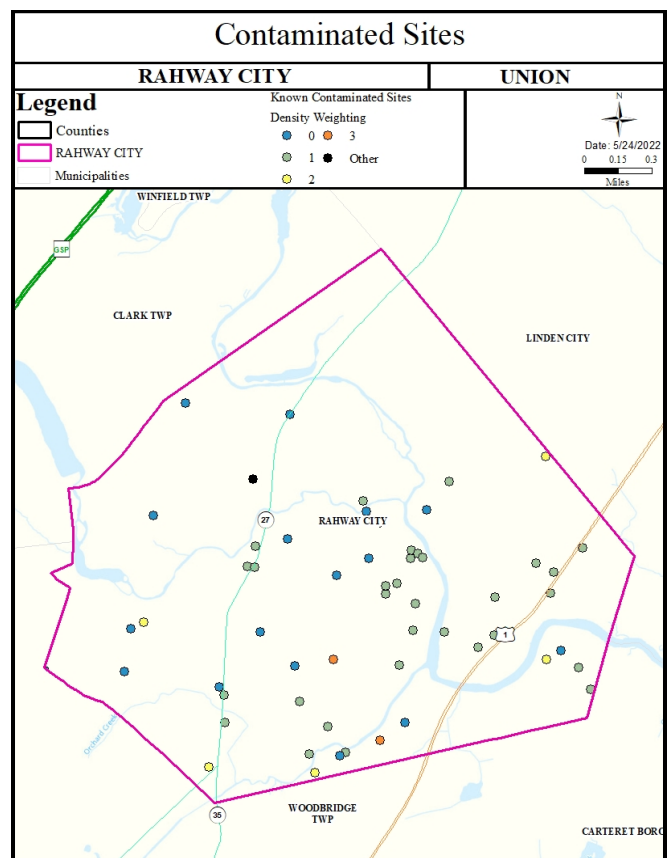 Contaminated Sites
RAHWAY CITY
UNION
Legend
Counties
RAHWAY CITY
Municipalities
Known Contaminated Sites
Density Weighting
0 3
1 Other
2
N
Date: 5/24/2022
0 0.15 0.3
Miles
WINFIELD TWP
GSP
CLARK TWP
LINDEN CITY
27
RAHWAY CITY
1
Orchard Creek
WOODBRIDGE
TWP
35
CARTERET BORO